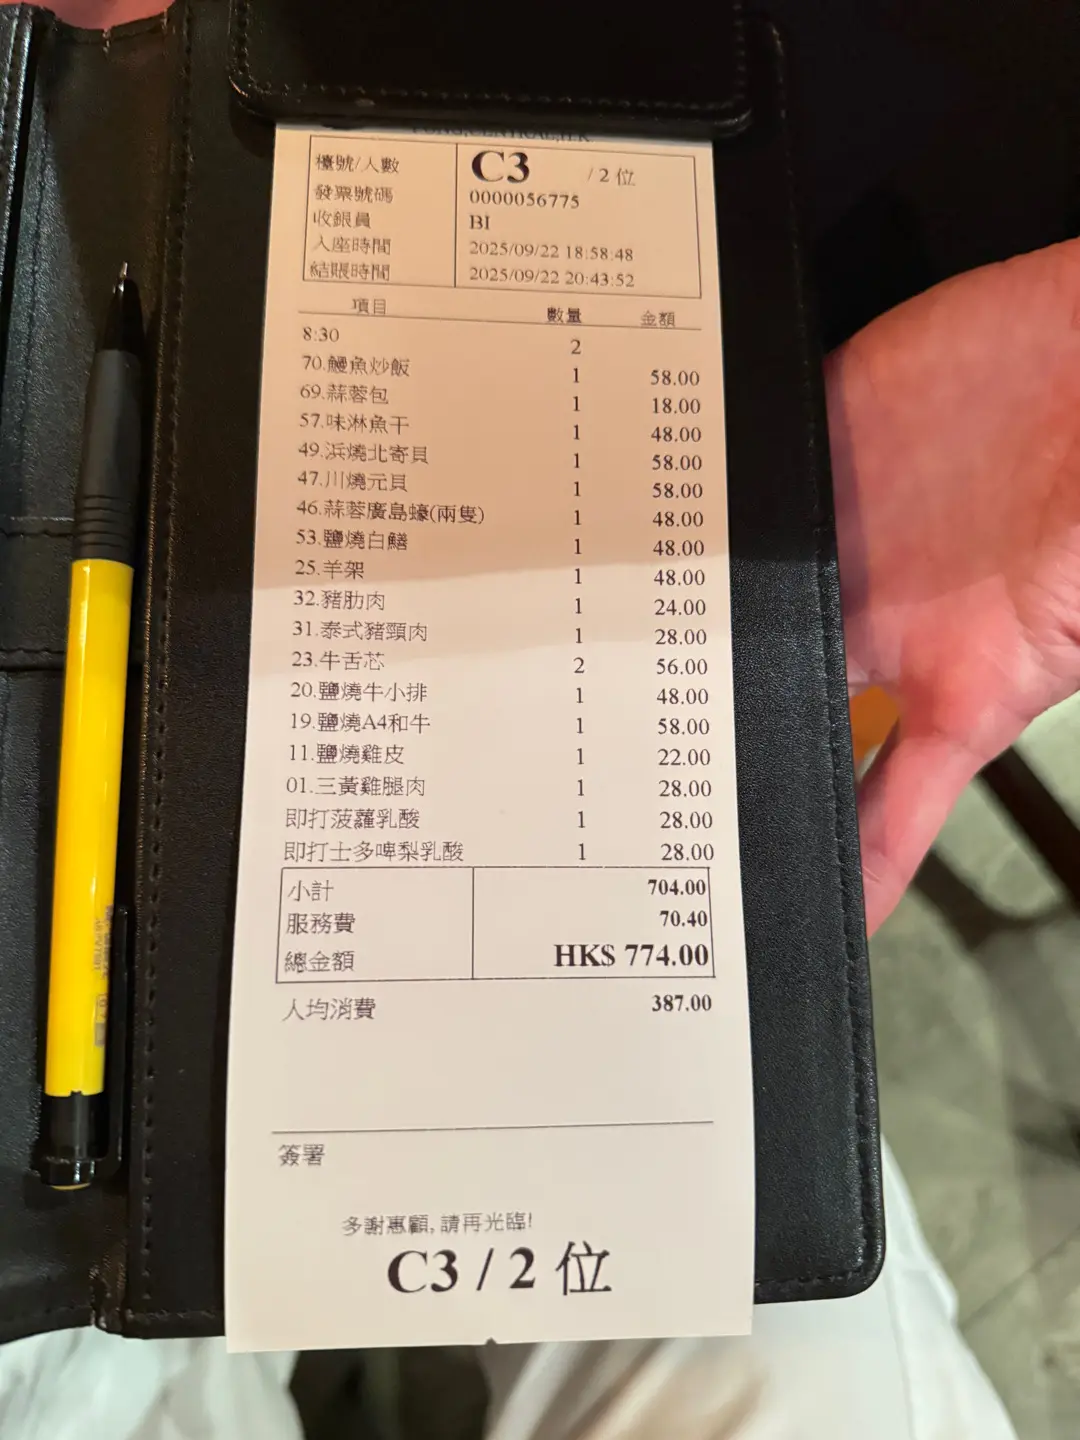 CENTRAL, H.K.
檯號/人數 C3 / 2 位
發票號碼 0000056775
收銀員 BI
入座時間 2025/09/22 18:58:48
結賬時間 2025/09/22 20:43:52
項目 數量 金額
8:30 2
70.鰻魚炒飯 1 58.00
69.蒜蓉包 1 18.00
57.味淋魚干 1 48.00
49.浜燒北寄貝 1 58.00
47.川燒元貝 1 58.00
46.蒜蓉廣島蠔(兩隻) 1 48.00
53.鹽燒白鱔 1 48.00
25.羊架 1 48.00
32.豬肋肉 1 24.00
31.泰式豬頸肉 1 28.00
23.牛舌芯 2 56.00
20.鹽燒牛小排 1 48.00
19.鹽燒A4和牛 1 58.00
11.鹽燒雞皮 1 22.00
01.三黃雞腿肉 1 28.00
即打菠蘿乳酸 1 28.00
即打士多啤梨乳酸 1 28.00
小計 704.00
服務費 70.40
總金額 HK$ 774.00
人均消費 387.00
簽署
多謝惠顧,請再光臨!
C3 / 2 位